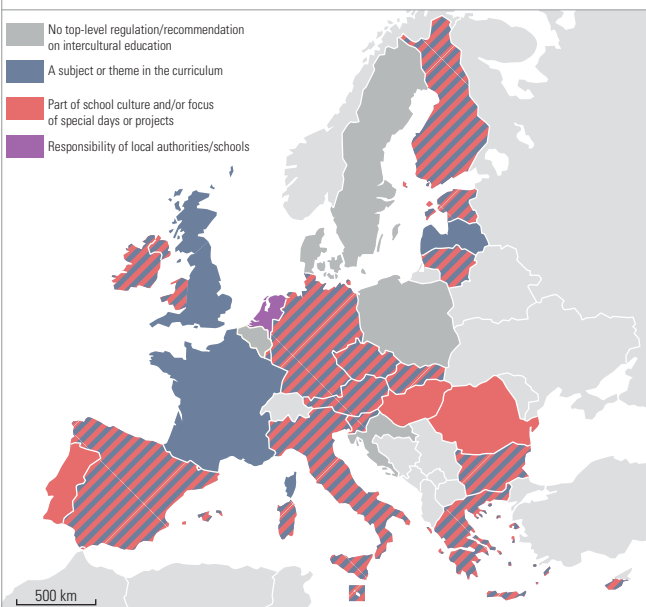 No top-level regulation/recommendation
on intercultural education
A subject or theme in the curriculum
Part of school culture and/or focus
of special days or projects
Responsibility of local authorities/schools
500 km